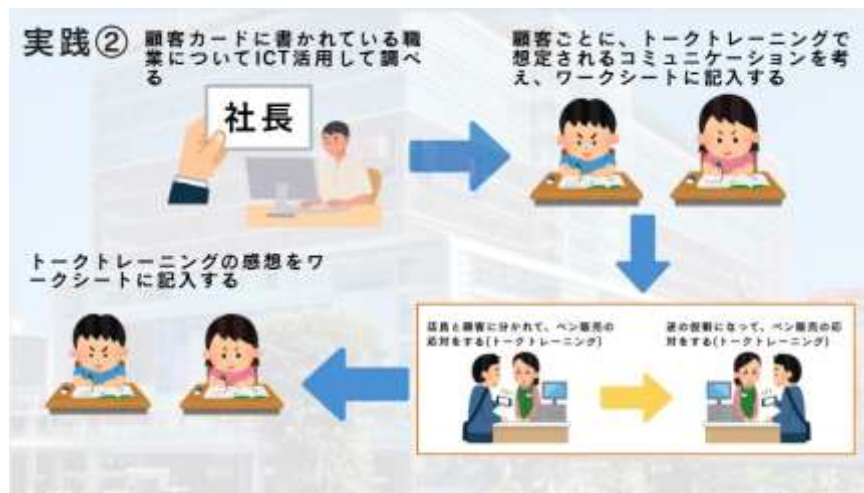 実践②
顧客カードに書かれている職
業についてICT活用して調べ
る
社長
顧客ごとに、トークトレーニングで
想定されるコミュニケーションを考
え、ワークシートに記入する
店員と顧客に分かれて、ペン販売の
応対をする(トークトレーニング)
逆の役割になって、ペン販売の応
対をする(トークトレーニング)
トークトレーニングの感想をワ
ークシートに記入する